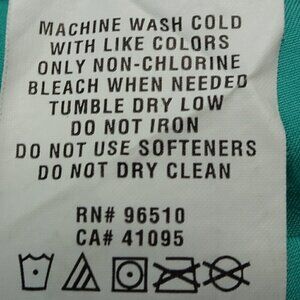 MACHINE WASH COLD
WITH LIKE COLORS
ONLY NON-CHLORINE
BLEACH WHEN NEEDED
TUMBLE DRY LOW
DO NOT IRON
DO NOT USE SOFTENERS
DO NOT DRY CLEAN
RN# 96510
CA# 41095